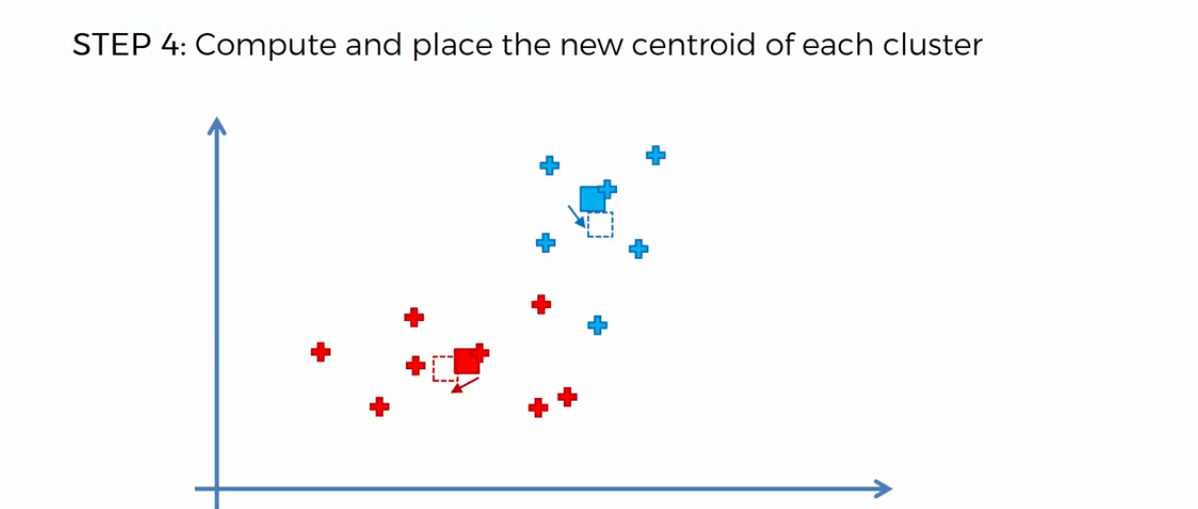 STEP 4: Compute and place the new centroid of each cluster